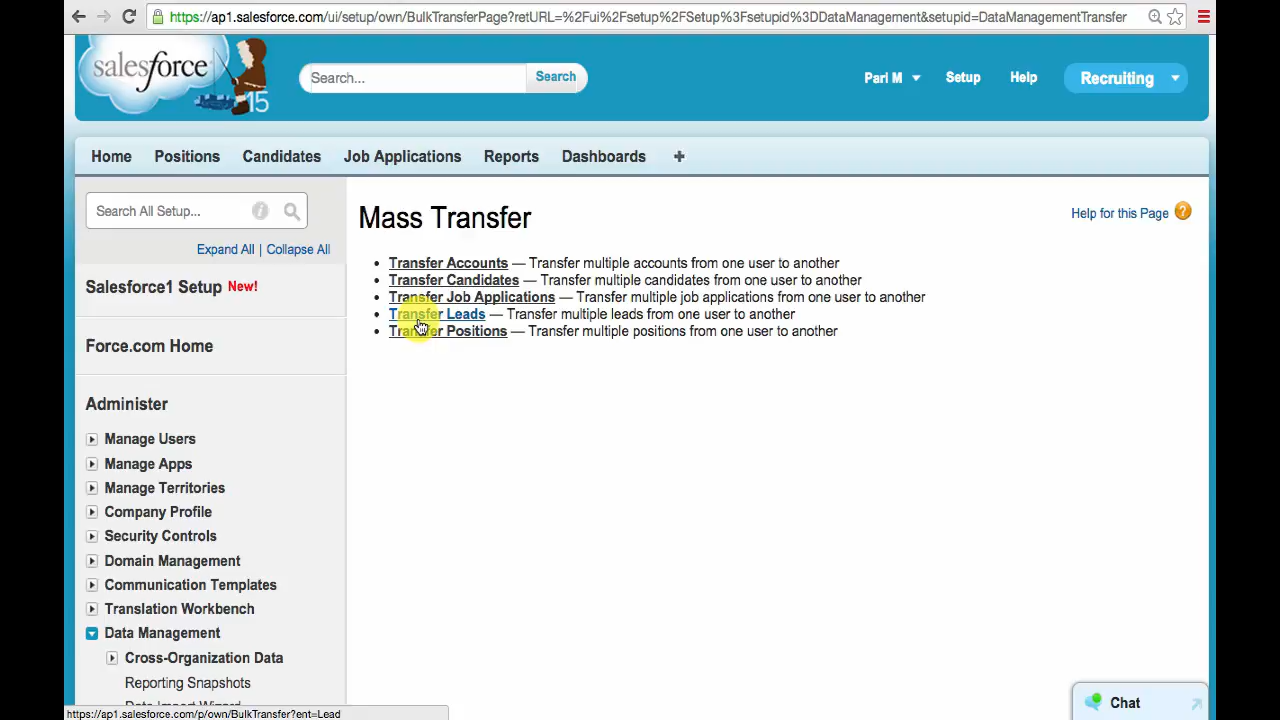 https://ap1.salesforce.com/ui/setup/own/BulkTransferPage?retURL=%2Fui%2Fsetup%2FSetup%3Fsetupid%3DDataManagement&setupid=DataManagementTransfer
salesforce
15
Search...
Search
Parl M
Setup
Help
Recruiting
Home
Positions
Candidates
Job Applications
Reports
Dashboards
+
Search All Setup...
Expand All | Collapse All
Salesforce1 Setup New!
Force.com Home
Administer
Manage Users
Manage Apps
Manage Territories
Company Profile
Security Controls
Domain Management
Communication Templates
Translation Workbench
Data Management
Cross-Organization Data
Reporting Snapshots
Data Import Wizard
Mass Transfer
Help for this Page ?
• Transfer Accounts — Transfer multiple accounts from one user to another
• Transfer Candidates — Transfer multiple candidates from one user to another
• Transfer Job Applications — Transfer multiple job applications from one user to another
• Transfer Leads — Transfer multiple leads from one user to another
• Transfer Positions — Transfer multiple positions from one user to another
Chat
https://ap1.salesforce.com/p/own/BulkTransfer?ent=Lead